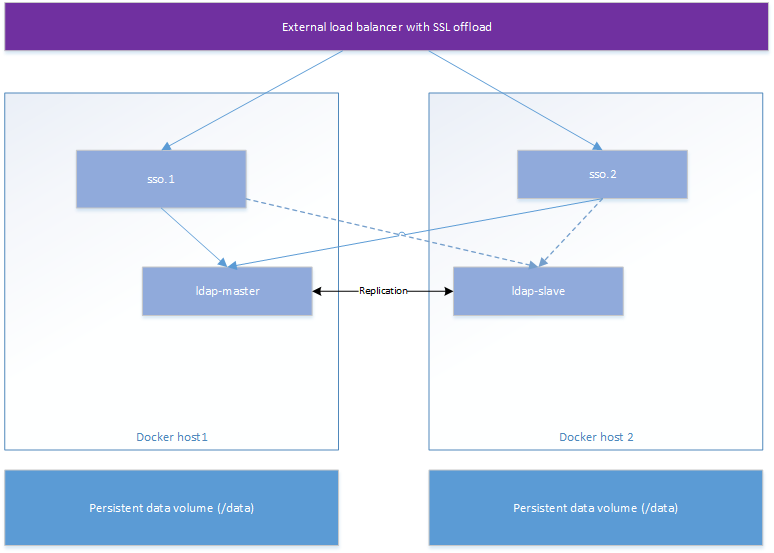 External load balancer with SSL offload
sso.1
sso.2
ldap-master
Replication
ldap-slave
Docker host1
Docker host 2
Persistent data volume (/data)
Persistent data volume (/data)